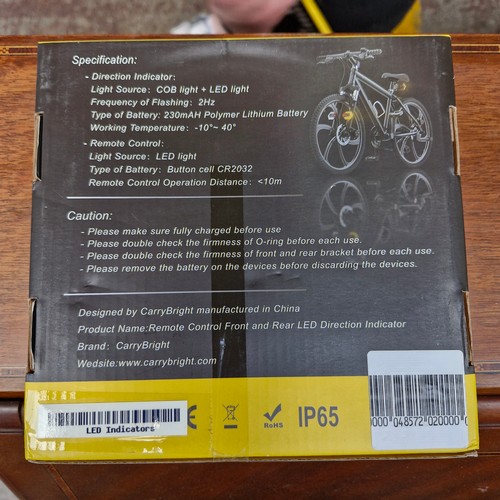 Specification:
- Direction Indicator:
Light Source: COB light + LED light
Frequency of Flashing: 2Hz
Type of Battery: 230mAH Polymer Lithium Battery
Working Temperature: -10°~ 40°
- Remote Control:
Light Source: LED light
Type of Battery: Button cell CR2032
Remote Control Operation Distance: <10m
Caution:
- Please make sure fully charged before use
- Please double check the firmness of O-ring before each use.
- Please double check the firmness of front and rear bracket before each use.
- Please remove the battery on the devices before discarding the devices.
Designed by CarryBright manufactured in China
Product Name:Remote Control Front and Rear LED Direction Indicator
Brand: CarryBright
Wedsite:www.carrybright.com
LED Indicators
CE
RoHS
IP65
0000 048572 020000